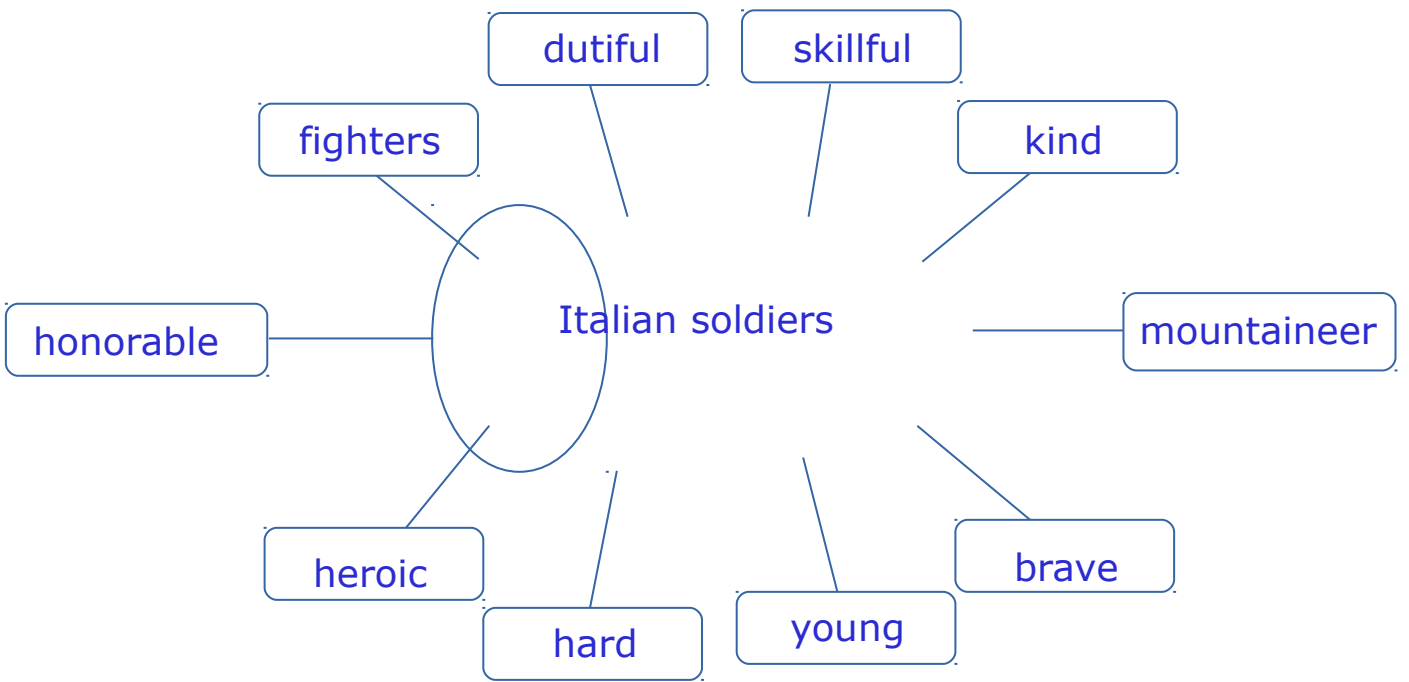 dutiful
skillful
fighters
kind
Italian soldiers
honorable
mountaineer
heroic
brave
hard
young